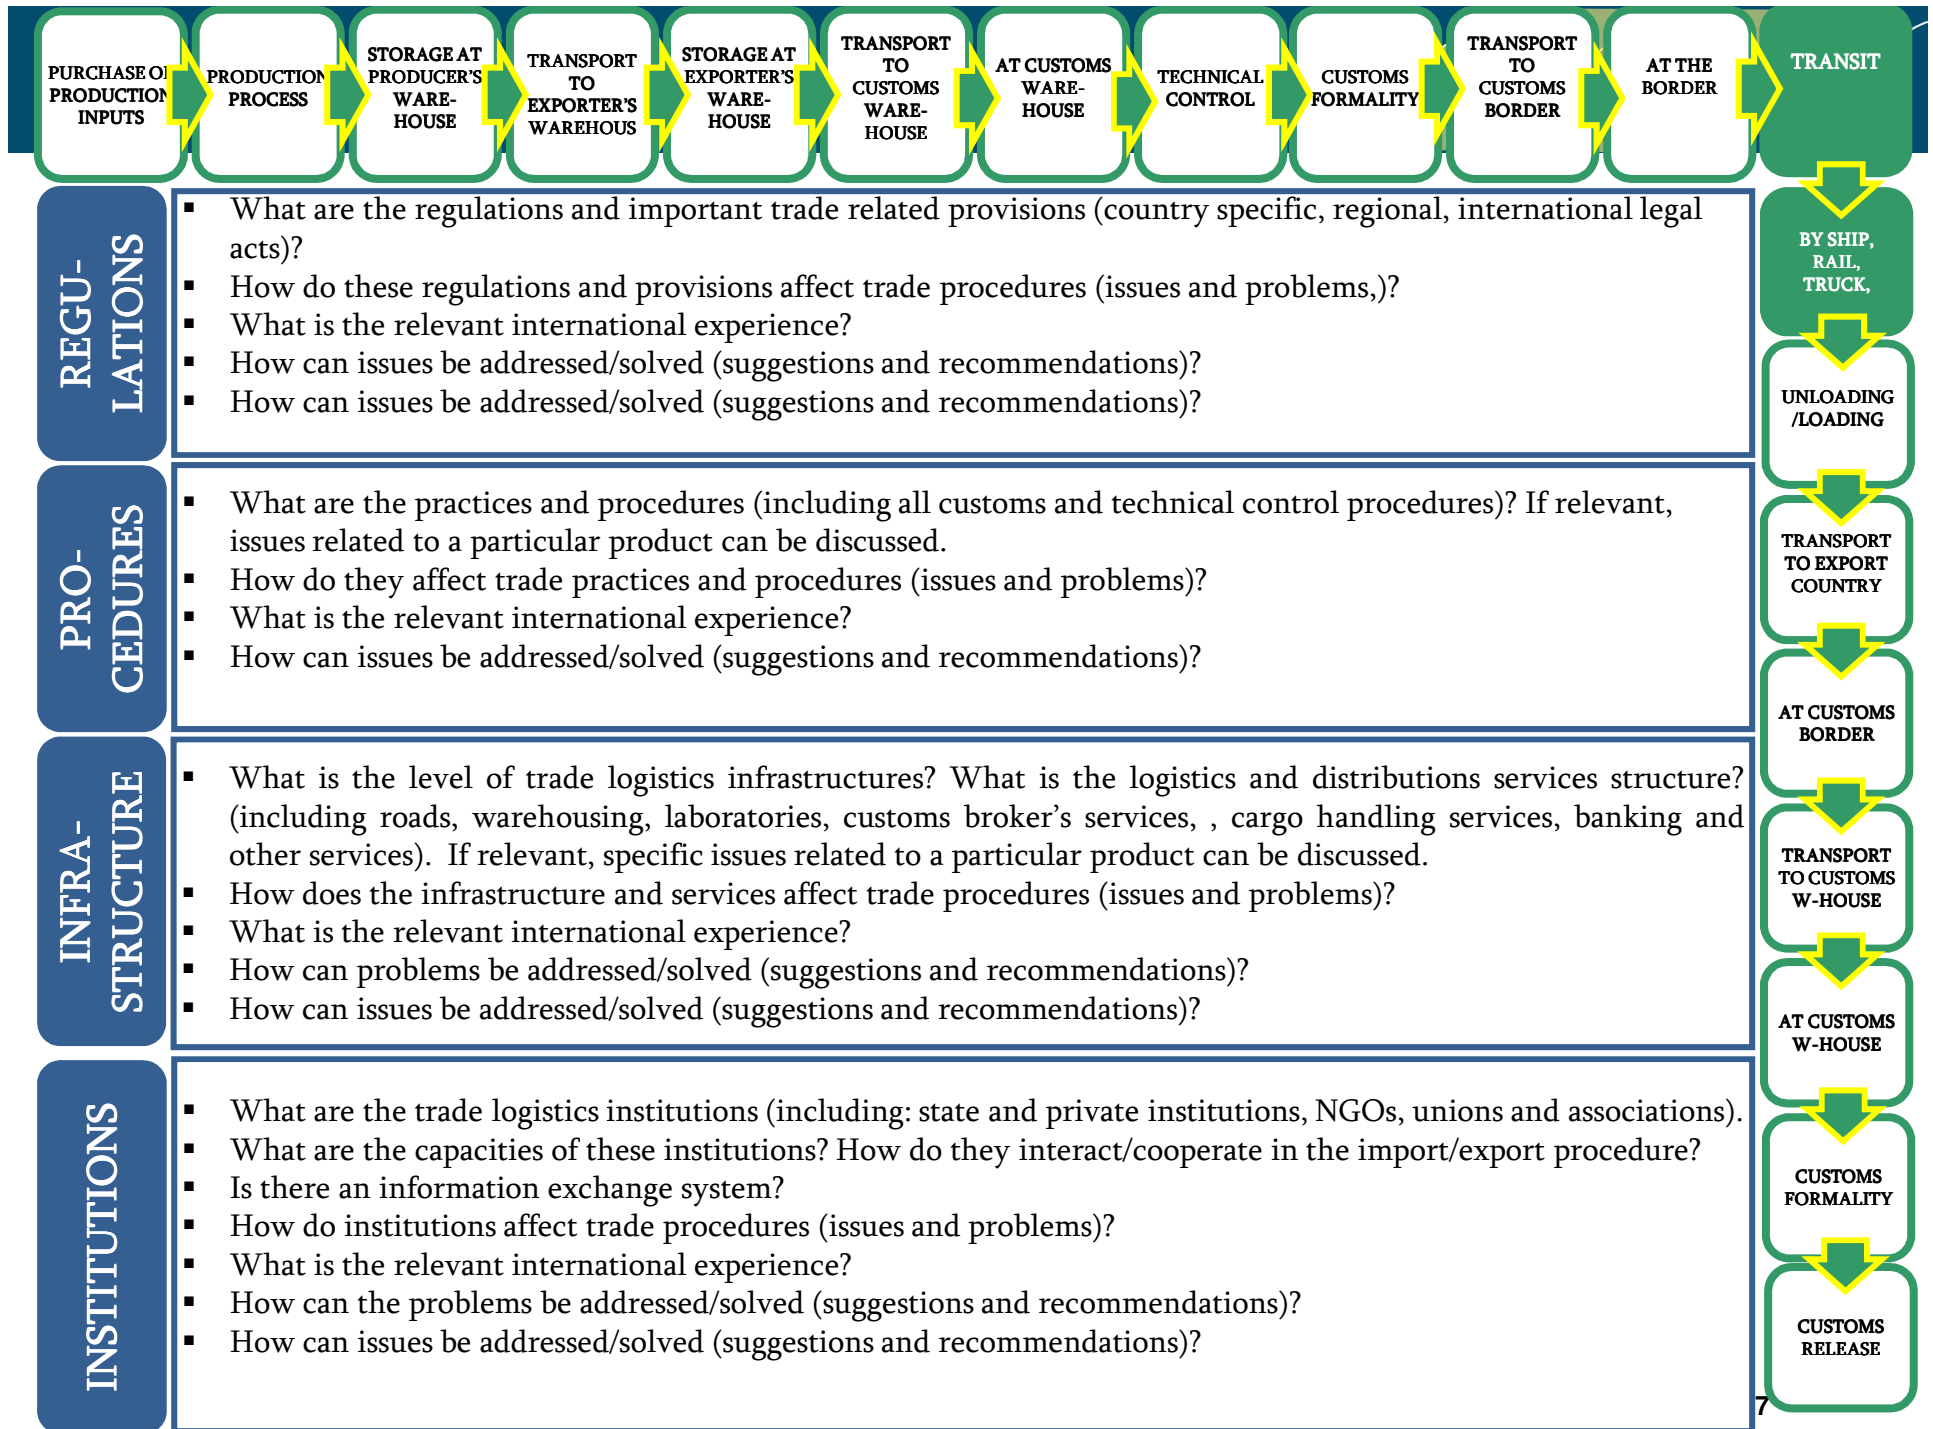 PURCHASE OF
PRODUCTION
INPUTS
PRODUCTION
PROCESS
STORAGE AT
PRODUCER'S
WARE-
HOUSE
TRANSPORT
TO
EXPORTER'S
WAREHOUS
STORAGE AT
EXPORTER'S
WARE-
HOUSE
TRANSPORT
TO
CUSTOMS
WARE-
HOUSE
AT CUSTOMS
WARE-
HOUSE
TECHNICAL
CONTROL
CUSTOMS
FORMALITY
TRANSPORT
TO
CUSTOMS
BORDER
AT THE
BORDER
TRANSIT
BY SHIP,
RAIL,
TRUCK,
UNLOADING
/LOADING
TRANSPORT
TO EXPORT
COUNTRY
AT CUSTOMS
BORDER
TRANSPORT
TO CUSTOMS
W-HOUSE
AT CUSTOMS
W-HOUSE
CUSTOMS
FORMALITY
CUSTOMS
RELEASE
REGU-
LATIONS
▪ What are the regulations and important trade related provisions (country specific, regional, international legal
acts)?
▪ How do these regulations and provisions affect trade procedures (issues and problems,)?
▪ What is the relevant international experience?
▪ How can issues be addressed/solved (suggestions and recommendations)?
▪ How can issues be addressed/solved (suggestions and recommendations)?
PRO-
CEDURES
▪ What are the practices and procedures (including all customs and technical control procedures)? If relevant,
issues related to a particular product can be discussed.
▪ How do they affect trade practices and procedures (issues and problems)?
▪ What is the relevant international experience?
▪ How can issues be addressed/solved (suggestions and recommendations)?
INFRA-
STRUCTURE
▪ What is the level of trade logistics infrastructures? What is the logistics and distributions services structure?
(including roads, warehousing, laboratories, customs broker's services, , cargo handling services, banking and
other services). If relevant, specific issues related to a particular product can be discussed.
▪ How does the infrastructure and services affect trade procedures (issues and problems)?
▪ What is the relevant international experience?
▪ How can problems be addressed/solved (suggestions and recommendations)?
▪ How can issues be addressed/solved (suggestions and recommendations)?
INSTITUTIONS
▪ What are the trade logistics institutions (including: state and private institutions, NGOs, unions and associations).
▪ What are the capacities of these institutions? How do they interact/cooperate in the import/export procedure?
▪ Is there an information exchange system?
▪ How do institutions affect trade procedures (issues and problems)?
▪ What is the relevant international experience?
▪ How can the problems be addressed/solved (suggestions and recommendations)?
▪ How can issues be addressed/solved (suggestions and recommendations)?
7